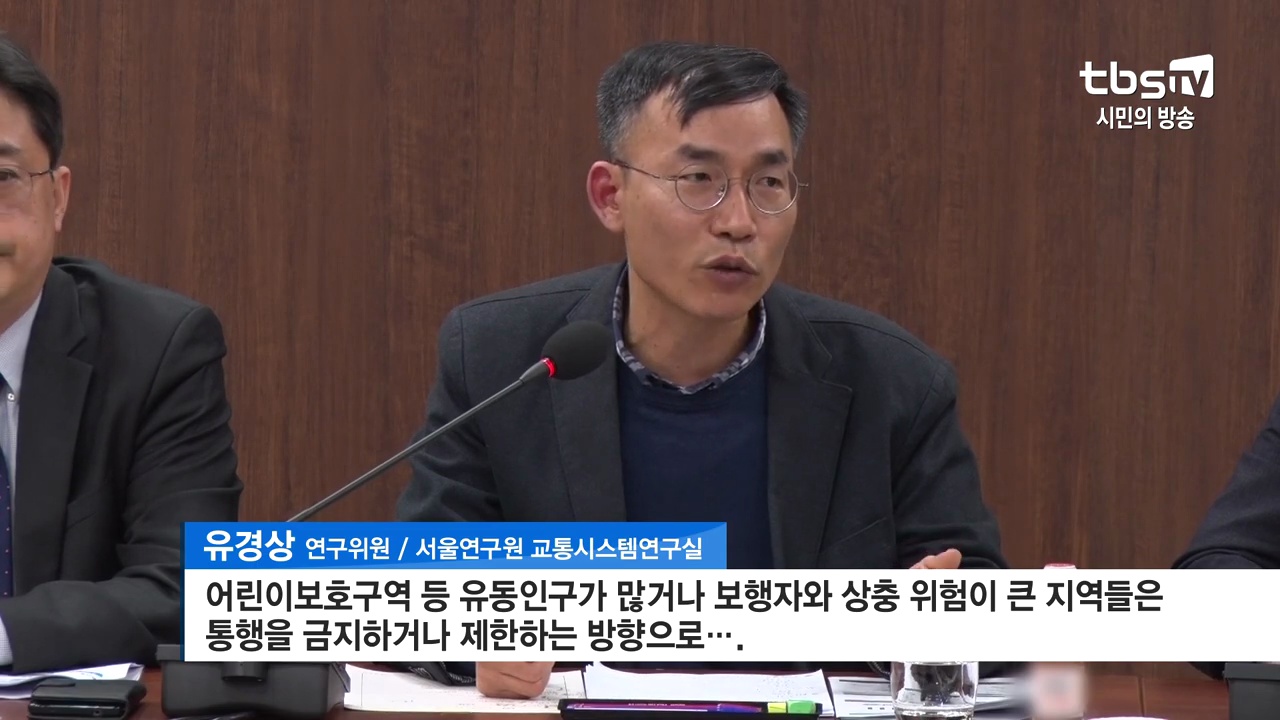 tbs TV
시민의 방송
유경상 연구위원 / 서울연구원 교통시스템연구실
어린이보호구역 등 유동인구가 많거나 보행자와 상충 위험이 큰 지역들은
통행을 금지하거나 제한하는 방향으로….